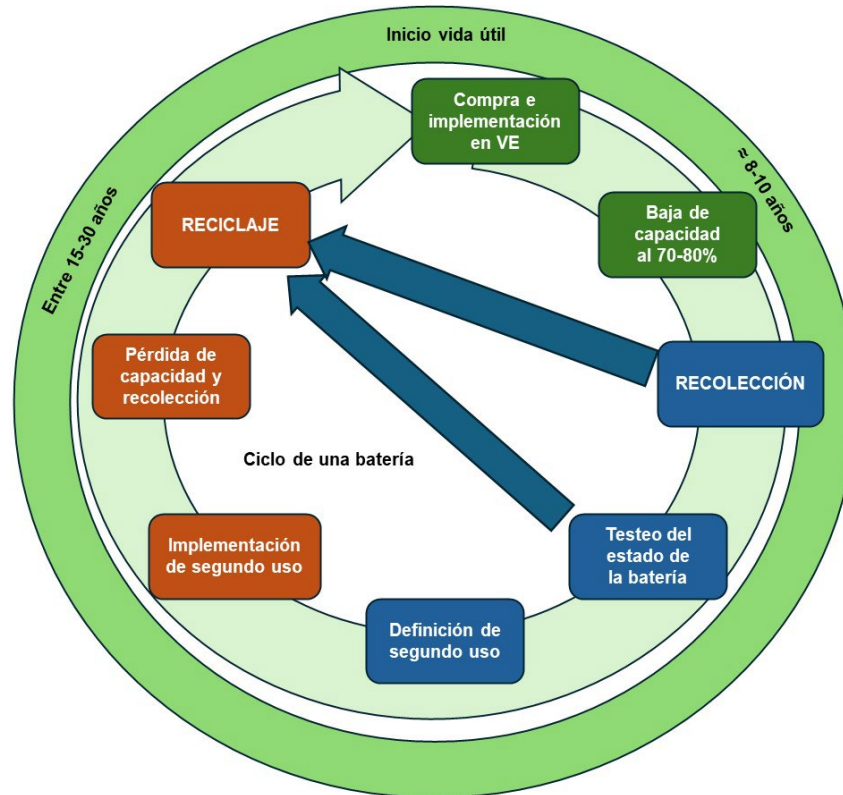 Inicio vida útil
Compra e
implementación
en VE
≈ 8-10 años
Baja de
capacidad
al 70-80%
RECOLECCIÓN
Testeo del
estado de
la batería
Definición de
segundo uso
Implementación
de segundo uso
Pérdida de
capacidad y
recolección
RECICLAJE
Entre 15-30 años
Ciclo de una batería